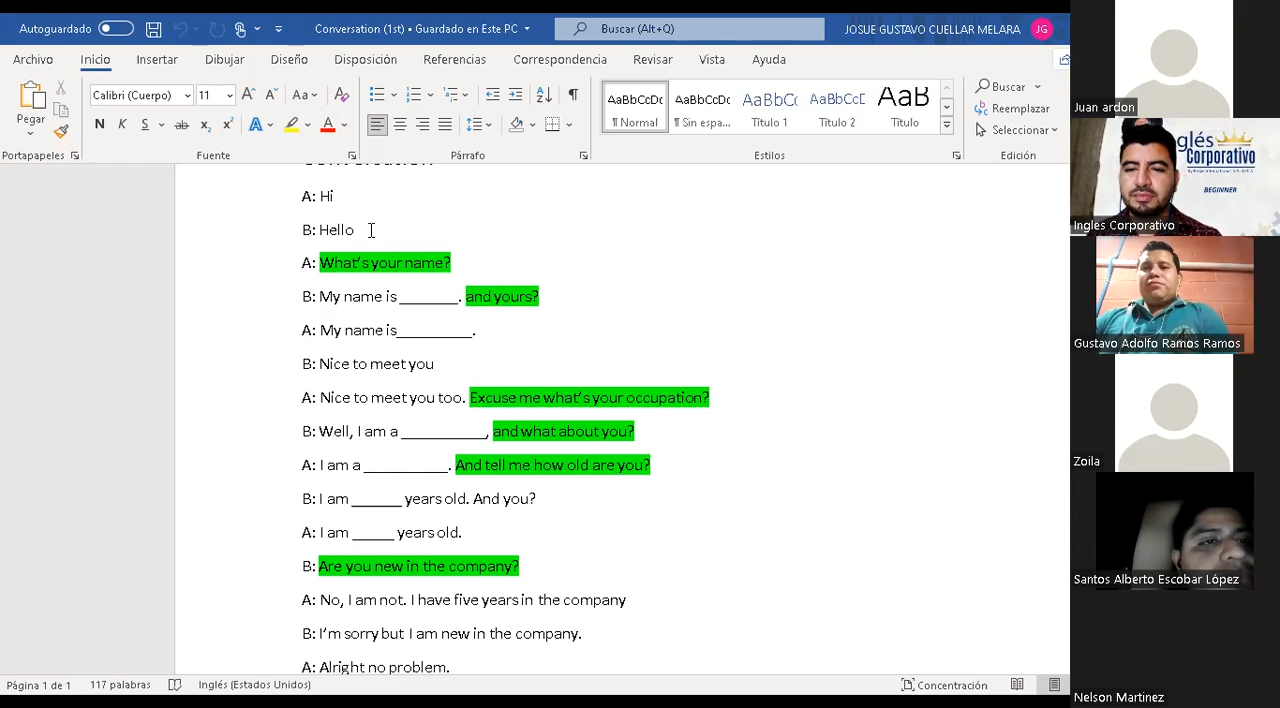 Autoguardado
Conversation (1st) • Guardado en Este PC
Buscar (Alt+Q)
JOSUE GUSTAVO CUELLAR MELARA
JG
Archivo Inicio Insertar Dibujar Diseño Disposición Referencias Correspondencia Revisar Vista Ayuda
Pegar
Portapapeles
Calibri (Cuerpo) 11
Aa
N K S ab x₂ x² A A
Fuente
Párrafo
AaBbCcDc AaBbCcDc AaBbCc AaBbCcD AaB
¶ Normal ¶ Sin espa... Título 1 Título 2 Título
Estilos
Buscar
Reemplazar
Seleccionar
Edición
A: Hi
B: Hello
A: What's your name?
B: My name is _______. and yours?
A: My name is_________.
B: Nice to meet you
A: Nice to meet you too. Excuse me what's your occupation?
B: Well, I am a __________, and what about you?
A: I am a __________. And tell me how old are you?
B: I am ______ years old. And you?
A: I am _____ years old.
B: Are you new in the company?
A: No, I am not. I have five years in the company
B: I'm sorry but I am new in the company.
A: Alright no problem.
Página 1 de 1 117 palabras Inglés (Estados Unidos) Concentración
Juan ardon
glés
Corporativo
BEGINNER
Ingles Corporativo
Gustavo Adolfo Ramos Ramos
Zoila
Santos Alberto Escobar López
Nelson Martinez